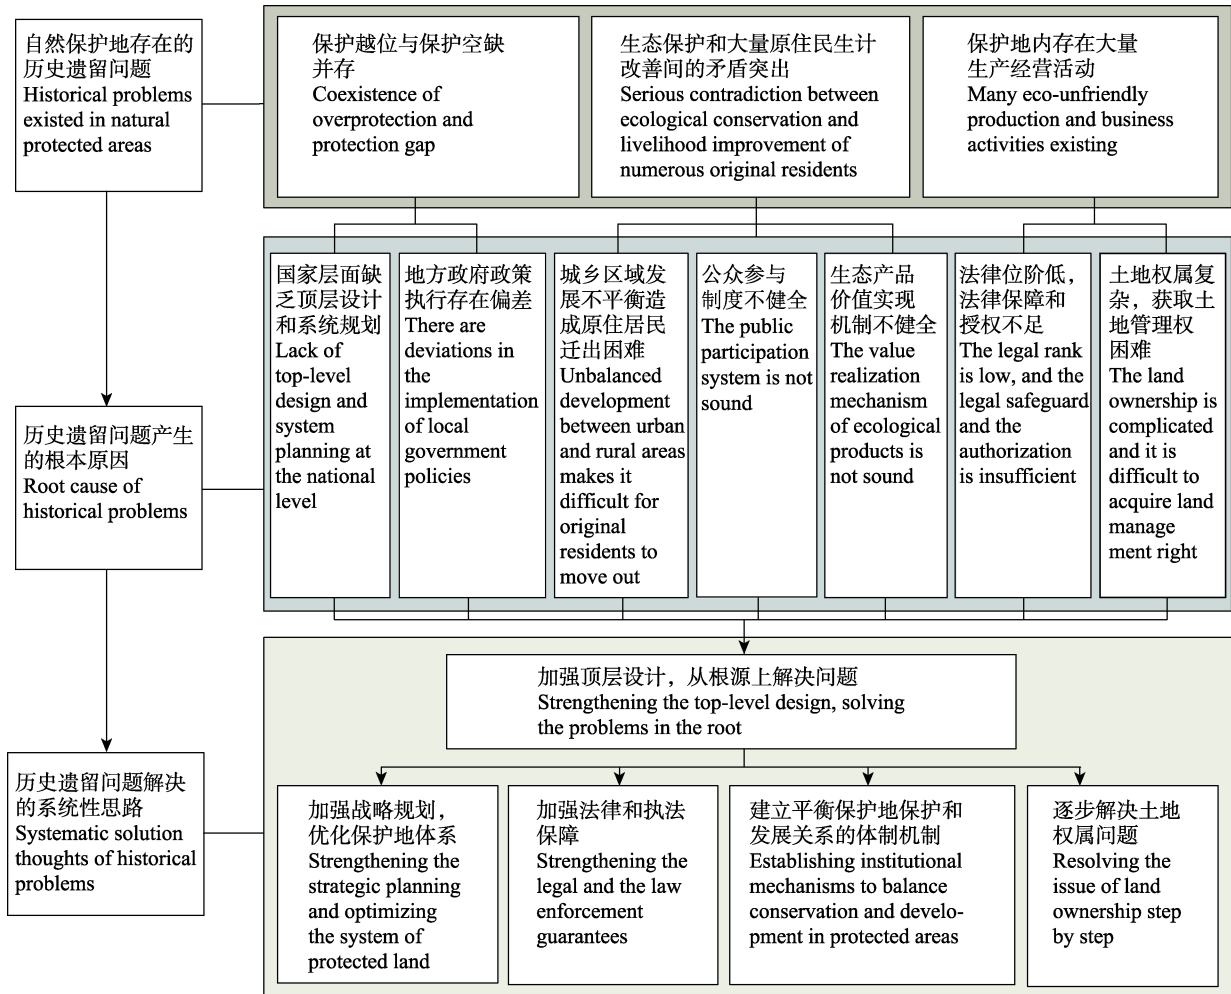 自然保护地存在的
历史遗留问题
Historical problems
existed in natural
protected areas
保护越位与保护空缺
并存
Coexistence of
overprotection and
protection gap
生态保护和大量原住民生计
改善间的矛盾突出
Serious contradiction between
ecological conservation and
livelihood improvement of
numerous original residents
保护地内存在大量
生产经营活动
Many eco-unfriendly
production and business
activities existing
历史遗留问题产生
的根本原因
Root cause of
historical problems
国家层面缺
乏顶层设计
和系统规划
Lack of
top-level
design and
system
planning at
the national
level
地方政府政策
执行存在偏差
There are
deviations in
the
implementation
of local
government
policies
城乡区域发
展不平衡造
成原住居民
迁出困难
Unbalanced
development
between urban
and rural areas
makes it
difficult for
original
residents to
move out
公众参与
制度不健全
The public
participation
system is not
sound
生态产品
价值实现
机制不健全
The value
realization
mechanism
of ecological
products is
not sound
法律位阶低，
法律保障和
授权不足
The legal rank
is low, and the
legal safeguard
and the
authorization
is insufficient
土地权属复
杂，获取土
地管理权
困难
The land
ownership is
complicated
and it is
difficult to
acquire land
manage
ment right
历史遗留问题解决
的系统性思路
Systematic solution
thoughts of historical
problems
加强顶层设计，从根源上解决问题
Strengthening the top-level design, solving
the problems in the root
加强战略规划，
优化保护地体系
Strengthening the
strategic planning
and optimizing
the system of
protected land
加强法律和执法
保障
Strengthening the
legal and the law
enforcement
guarantees
建立平衡保护地保护和
发展关系的体制机制
Establishing institutional
mechanisms to balance
conservation and develo-
pment in protected areas
逐步解决土地
权属问题
Resolving the
issue of land
ownership step
by step